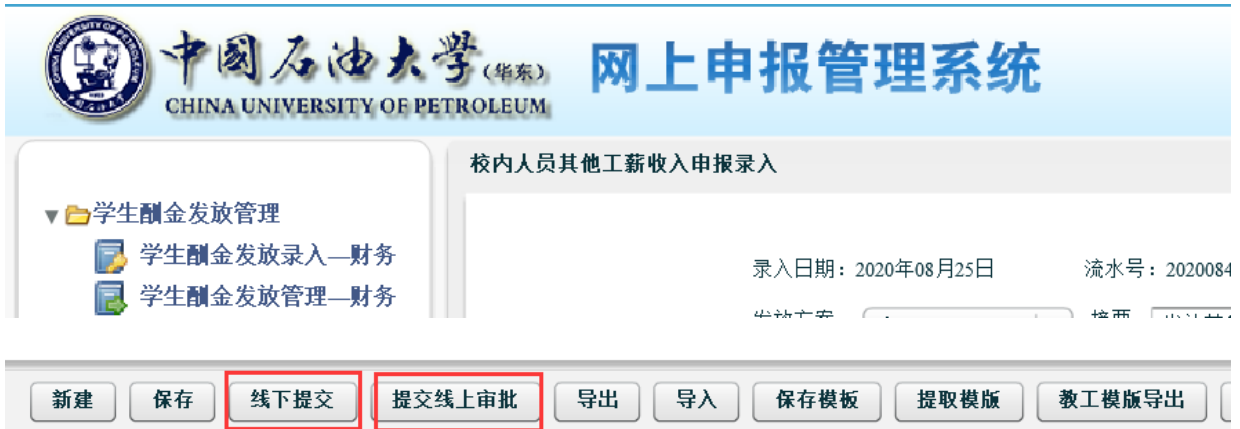 中国石油大学(华东)
CHINA UNIVERSITY OF PETROLEUM
网上申报管理系统
校内人员其他工薪收入申报录入
学生酬金发放管理
学生酬金发放录入—财务
学生酬金发放管理—财务
录入日期：2020年08月25日 流水号：2020084
新建 保存 线下提交 提交线上审批 导出 导入 保存模板 提取模版 教工模版导出